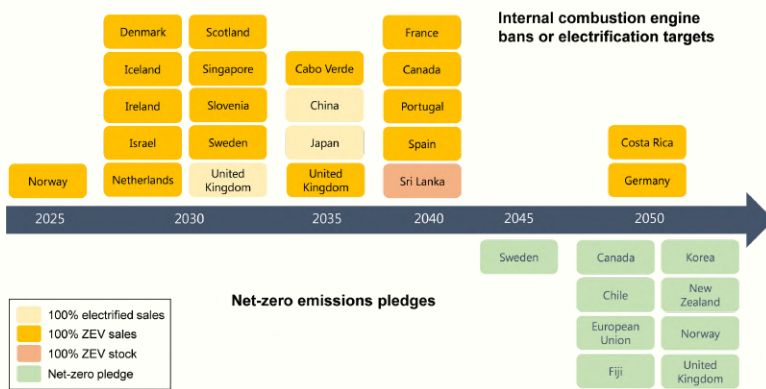 Internal combustion engine
bans or electrification targets
Denmark
Scotland
France
Iceland
Singapore
Cabo Verde
Canada
Ireland
Slovenia
China
Portugal
Israel
Sweden
Japan
Spain
Costa Rica
Norway
Netherlands
United
Kingdom
United
Kingdom
Sri Lanka
Germany
2025
2030
2035
2040
2045
2050
Sweden
Canada
Korea
Net-zero emissions pledges
Chile
New
Zealand
European
Union
Norway
Fiji
United
Kingdom
100% electrified sales
100% ZEV sales
100% ZEV stock
Net-zero pledge